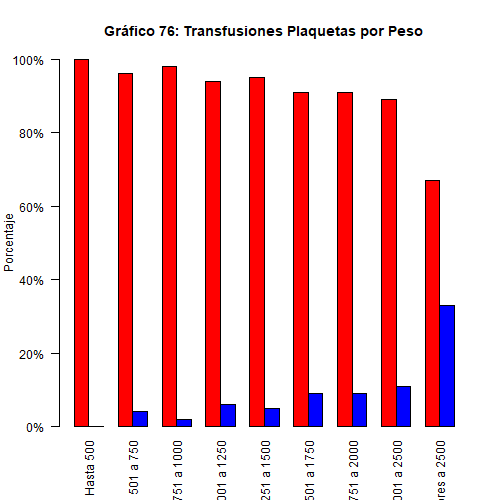 Gráfico 76: Transfusiones Plaquetas por Peso
Porcentaje
100%
80%
60%
40%
20%
0%
Hasta 500
501 a 750
751 a 1000
001 a 1250
251 a 1500
501 a 1750
751 a 2000
001 a 2500
ores a 2500